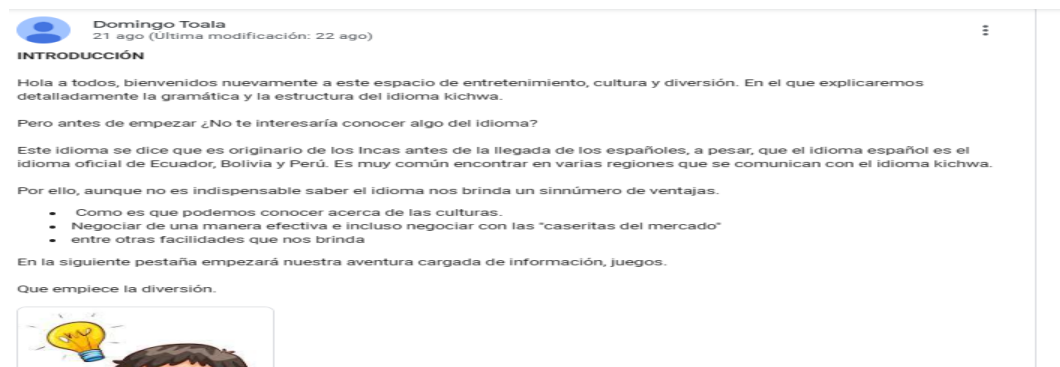 Domingo Toala
21 ago (Última modificación: 22 ago)
INTRODUCCIÓN
Hola a todos, bienvenidos nuevamente a este espacio de entretenimiento, cultura y diversión. En el que explicaremos
detalladamente la gramática y la estructura del idioma kichwa.
Pero antes de empezar ¿No te interesaría conocer algo del idioma?
Este idioma se dice que es originario de los Incas antes de la llegada de los españoles, a pesar, que el idioma español es el
idioma oficial de Ecuador, Bolivia y Perú. Es muy común encontrar en varias regiones que se comunican con el idioma kichwa.
Por ello, aunque no es indispensable saber el idioma nos brinda un sinnúmero de ventajas.
• Como es que podemos conocer acerca de las culturas.
• Negociar de una manera efectiva e incluso negociar con las "caseritas del mercado"
• entre otras facilidades que nos brinda
En la siguiente pestaña empezará nuestra aventura cargada de información, juegos.
Que empiece la diversión.